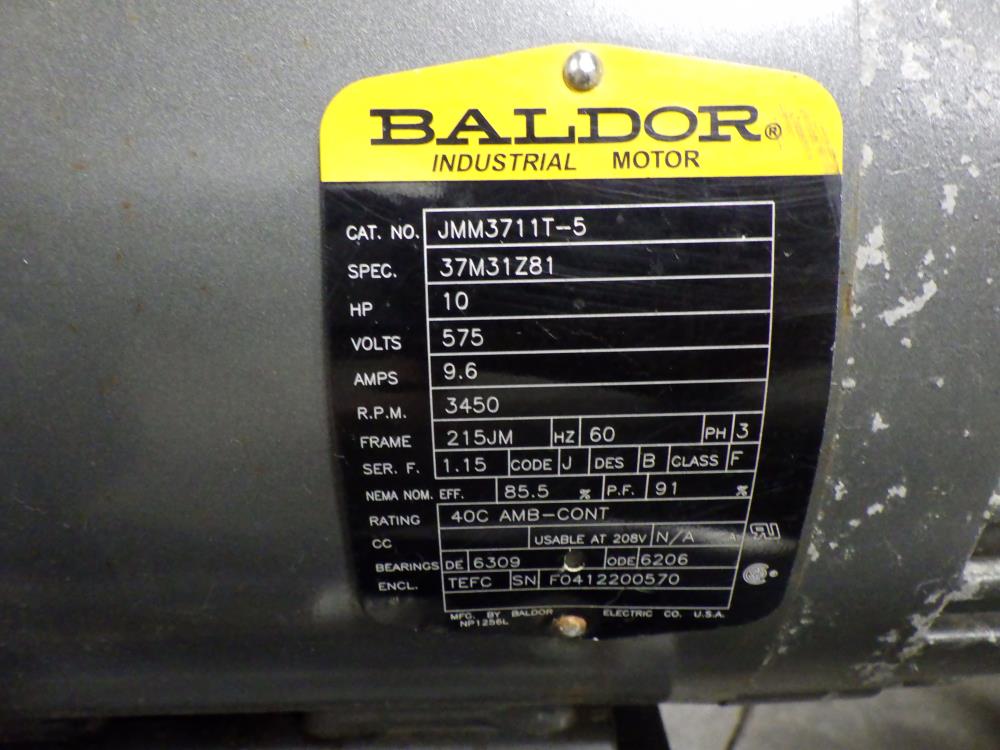 BALDOR®
INDUSTRIAL MOTOR
CAT. NO. JMM3711T-5
SPEC. 37M31Z81
HP 10
VOLTS 575
AMPS 9.6
R.P.M. 3450
FRAME 215JM HZ 60 PH 3
SER. F. 1.15 CODE J DES B CLASS F
NEMA NOM. EFF. 85.5 % P.F. 91 %
RATING 40C AMB-CONT
CC USABLE AT 208V N/A A
BEARINGS DE 6309 ODE 6206
ENCL. TEFC SN F0412200570
MFG. BY BALDOR ELECTRIC CO. U.S.A.
NP1256L